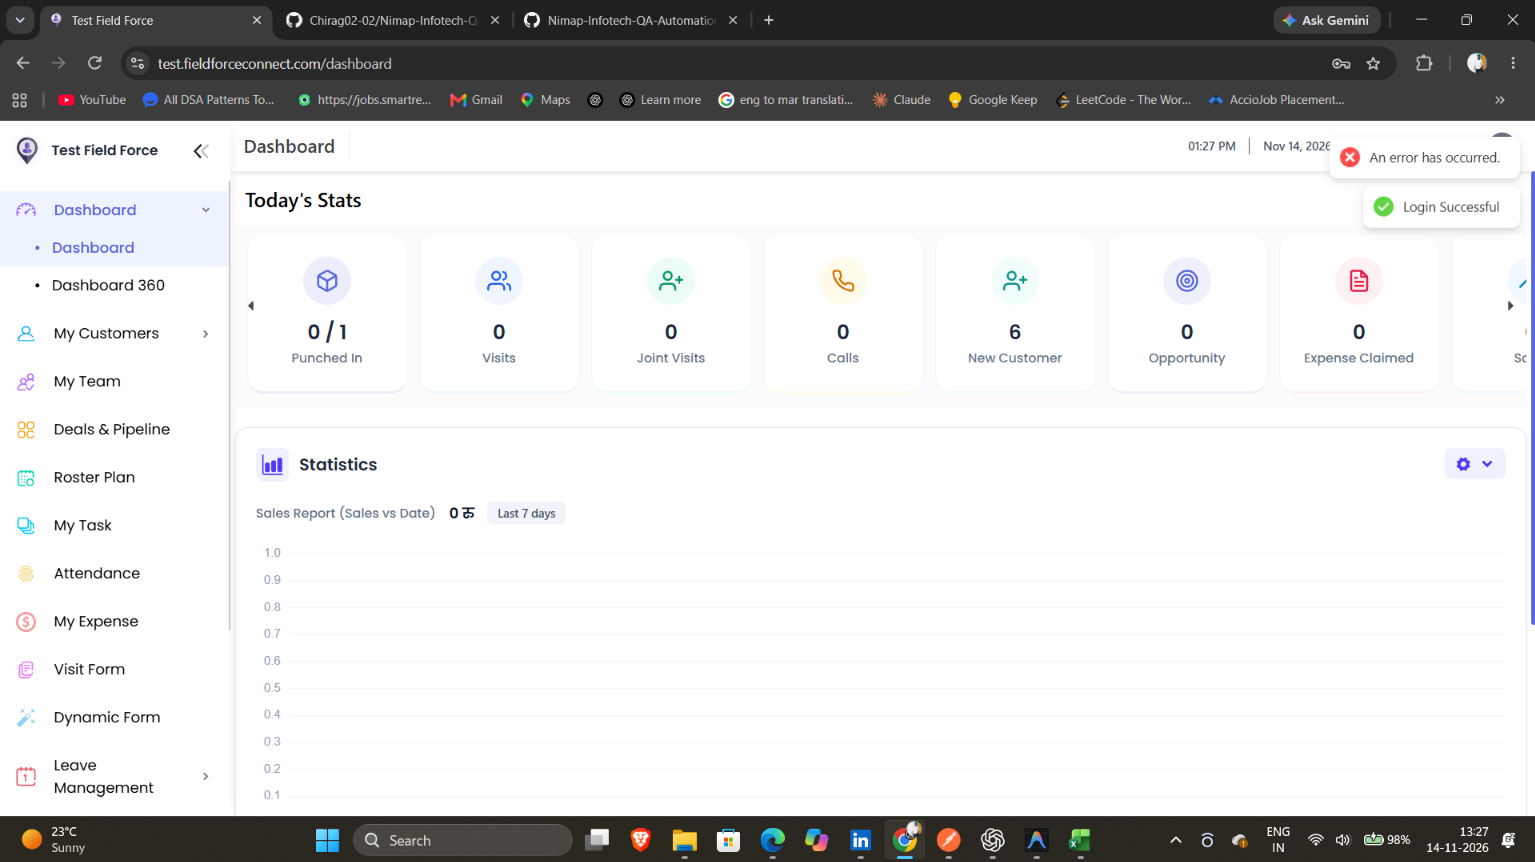 Test Field Force
Chirag02-02/Nimap-Infotech-Q
Nimap-Infotech-QA-Automation
Ask Gemini
test.fieldforceconnect.com/dashboard
YouTube
All DSA Patterns To...
https://jobs.smartre...
Gmail
Maps
Learn more
eng to mar translati...
Claude
Google Keep
LeetCode - The Wor...
AccioJob Placement...
Test Field Force
Dashboard
01:27 PM
Nov 14, 2026
An error has occurred.
Login Successful
Dashboard
Dashboard
Dashboard 360
My Customers
My Team
Deals & Pipeline
Roster Plan
My Task
Attendance
My Expense
Visit Form
Dynamic Form
Leave
Management
Today's Stats
0 / 1
Punched In
0
Visits
0
Joint Visits
0
Calls
6
New Customer
0
Opportunity
0
Expense Claimed
Statistics
Sales Report (Sales vs Date) 0 रु Last 7 days
1.0
0.9
0.8
0.7
0.6
0.5
0.4
0.3
0.2
0.1
23°C
Sunny
Search
ENG
IN
98%
13:27
14-11-2026